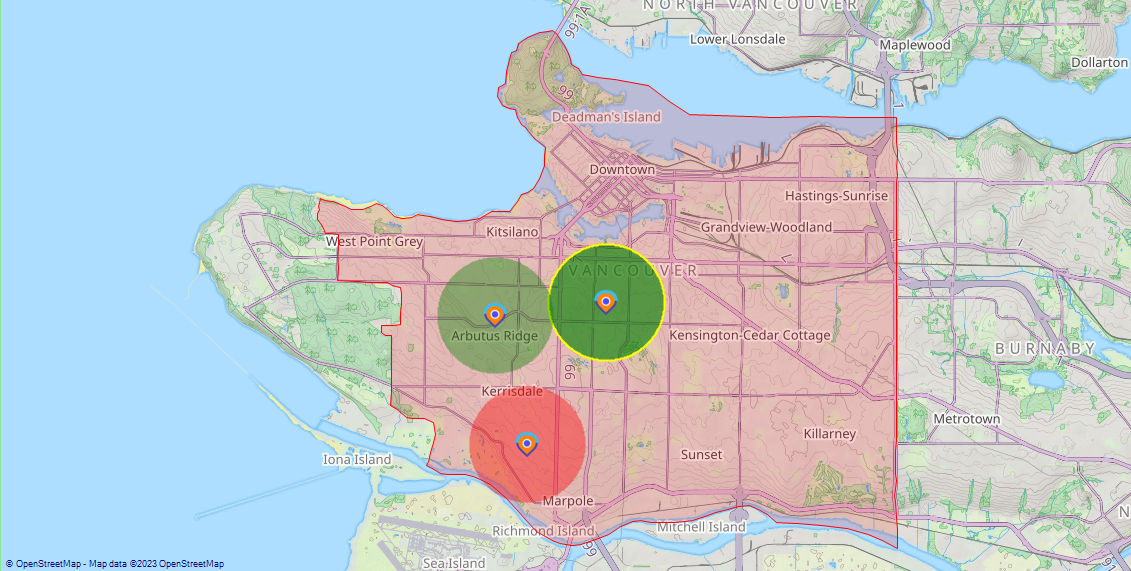 NORTH VANCOUVER
99;1A
Lower Lonsdale
Maplewood
Dollarton
99
1
Deadman's Island
Downtown
Hastings-Sunrise
Kitsilano
Grandview-Woodland
West Point Grey
VANCOUVER
Arbutus Ridge
Kensington-Cedar Cottage
BURNABY
99
Kerrisdale
Metrotown
Killarney
Sunset
Iona Island
Marpole
Richmond Island
Mitchell Island
N
99
Sea Island
91
© OpenStreetMap - Map data ©2023 OpenStreetMap